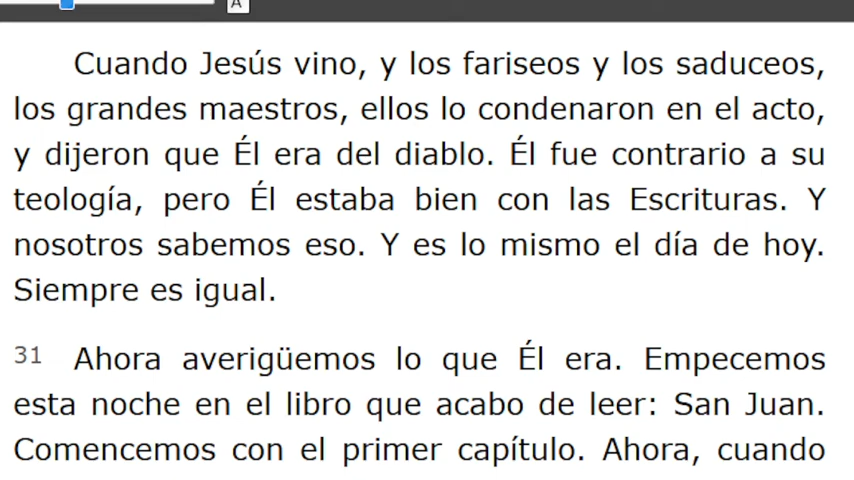 A
Cuando Jesús vino, y los fariseos y los saduceos,
los grandes maestros, ellos lo condenaron en el acto,
y dijeron que Él era del diablo. Él fue contrario a su
teología, pero Él estaba bien con las Escrituras. Y
nosotros sabemos eso. Y es lo mismo el día de hoy.
Siempre es igual.
31 Ahora averigüemos lo que Él era. Empecemos
esta noche en el libro que acabo de leer: San Juan.
Comencemos con el primer capítulo. Ahora, cuando